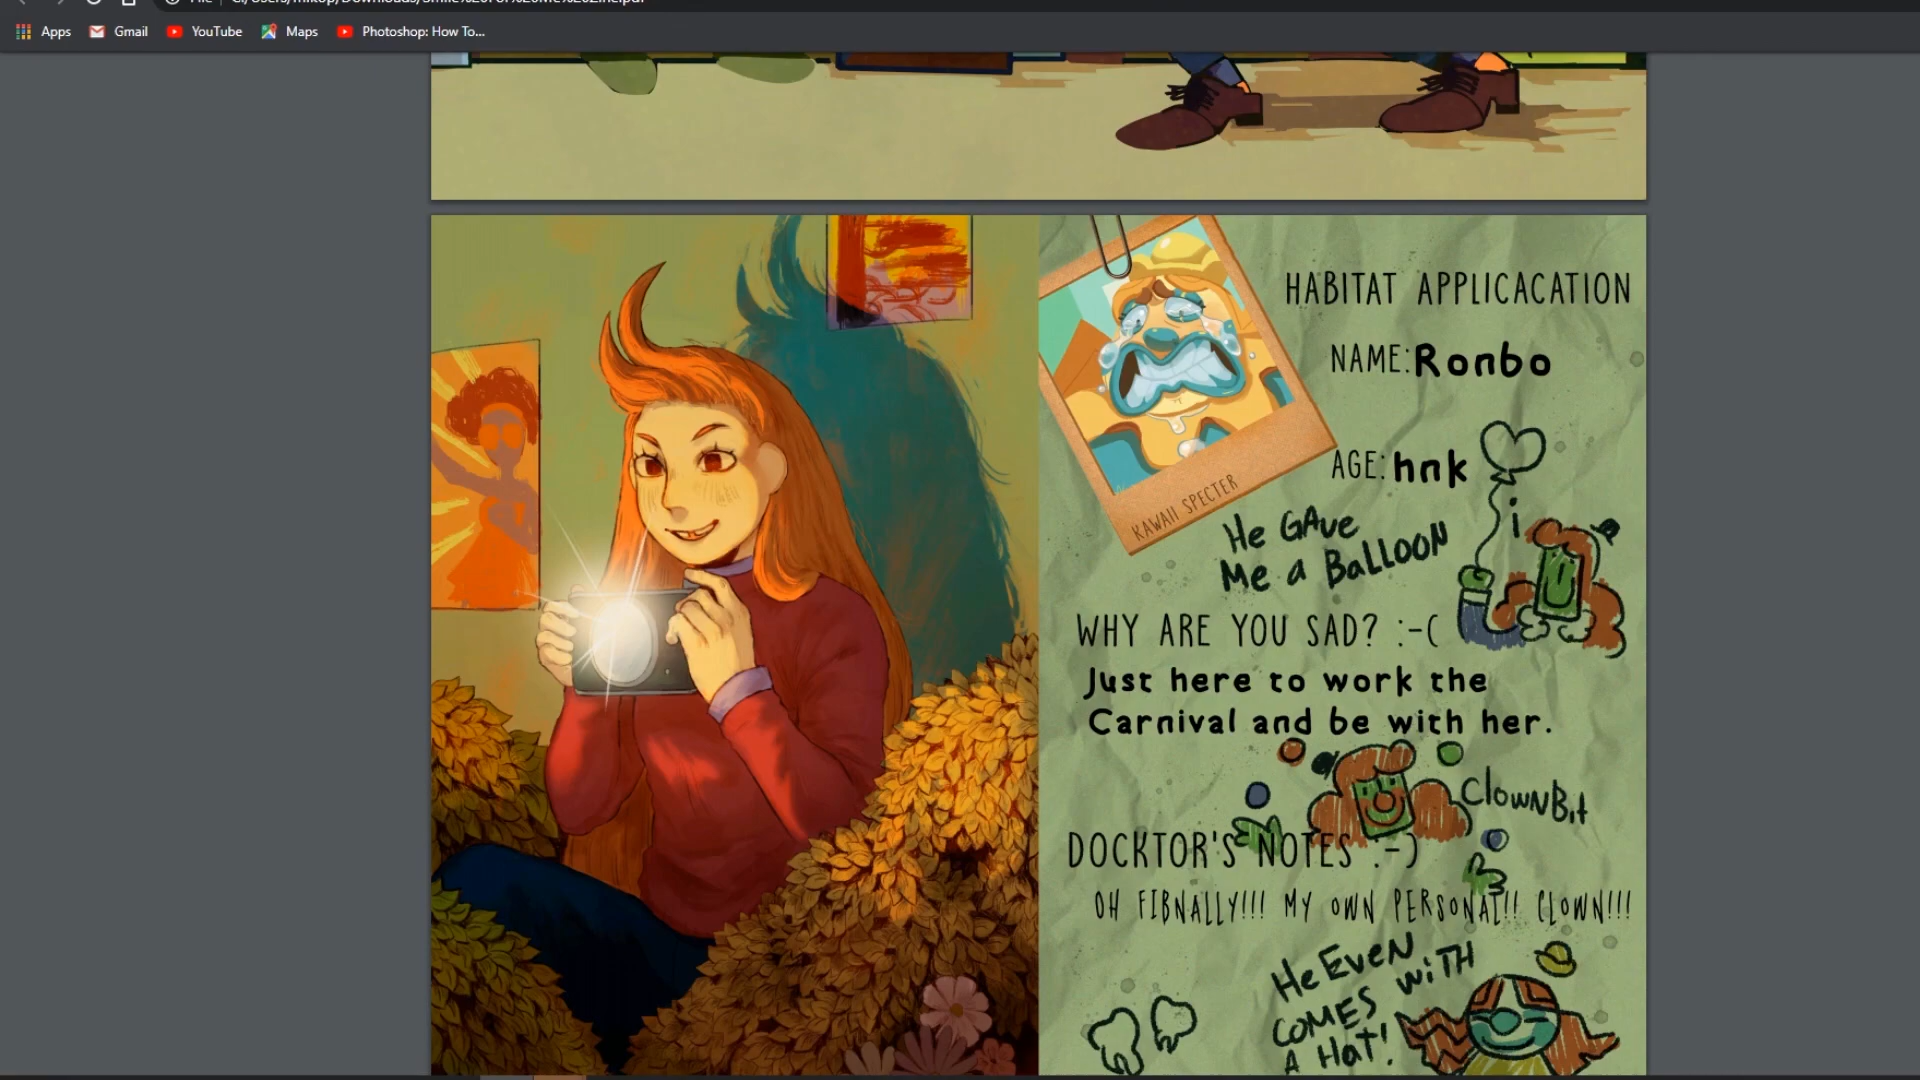 Apps
Gmail
YouTube
Maps
Photoshop: How To...
HABITAT APPLICACATION
NAME: Ronbo
AGE: hnk
KAWAII SPECTER
i
He GAve
Me a BaLLOON
WHY ARE YOU SAD? :-(
Just here to work the
Carnival and be with her.
ClownBit
DOCKTOR'S NOTES :-)
OH FIBNALLY!!! MY OWN PERSONAL!! CLOWN!!!
He EveN
COMES WiTH
A HaT!